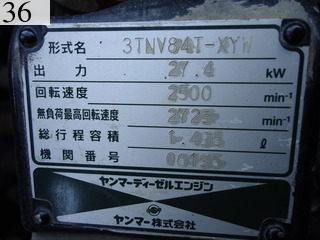 36
形式名 3TNV84T-XYW
出力 27.4 kW
回転速度 2500 min⁻¹
無負荷最高回転速度 2725 min⁻¹
総行程容積 1.435 ℓ
機関番号
ヤンマーディーゼルエンジン
ヤンマー株式会社